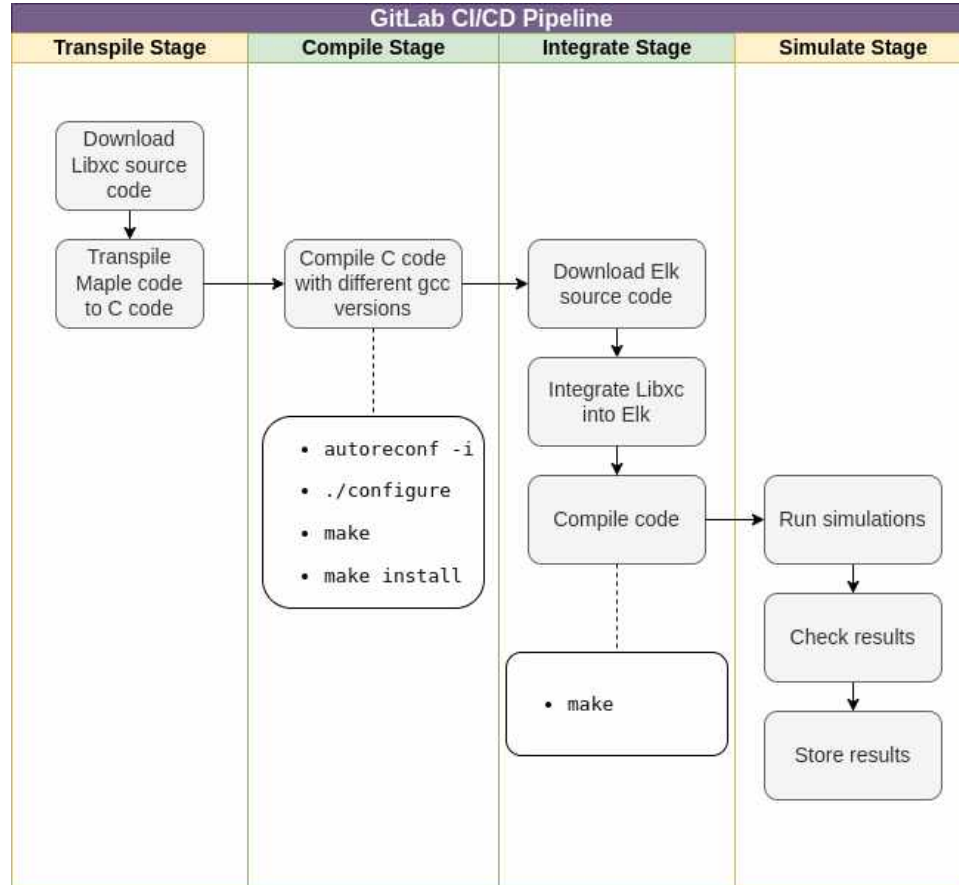 GitLab CI/CD Pipeline
Transpile Stage
Compile Stage
Integrate Stage
Simulate Stage
Download
Libxc source
code
Transpile
Maple code
to C code
Compile C code
with different gcc
versions
• autoreconf -i
• ./configure
• make
• make install
Download Elk
source code
Integrate Libxc
into Elk
Compile code
• make
Run simulations
Check results
Store results